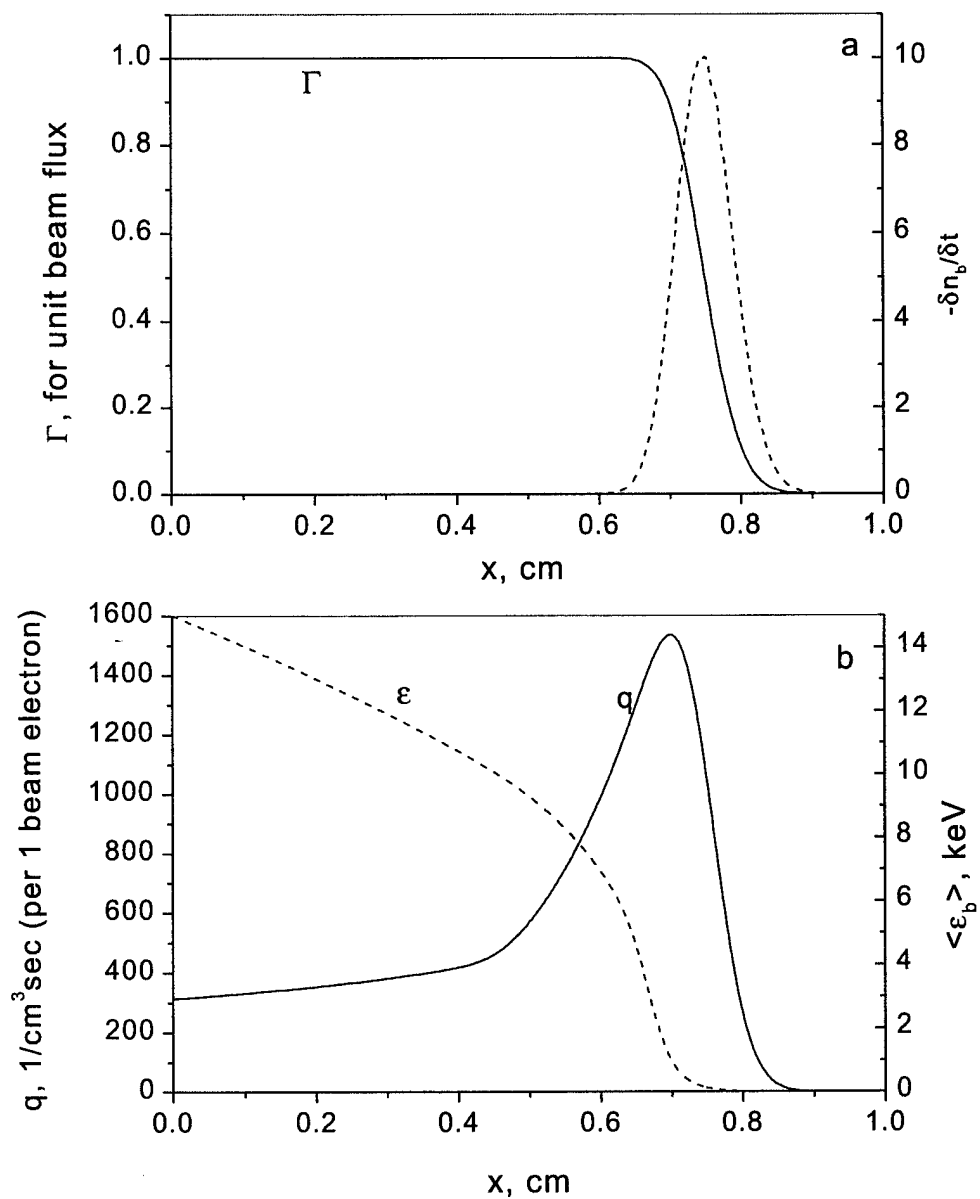 a
Γ
1.0
0.8
0.6
0.4
0.2
0.0
Γ, for unit beam flux
10
8
6
4
2
0
-δn_b/δt
0.0 0.2 0.4 0.6 0.8 1.0
x, cm
b
ε
q
1600
1400
1200
1000
800
600
400
200
0
q, 1/cm³sec (per 1 beam electron)
14
12
10
8
6
4
2
0
<ε_b>, keV
0.0 0.2 0.4 0.6 0.8 1.0
x, cm